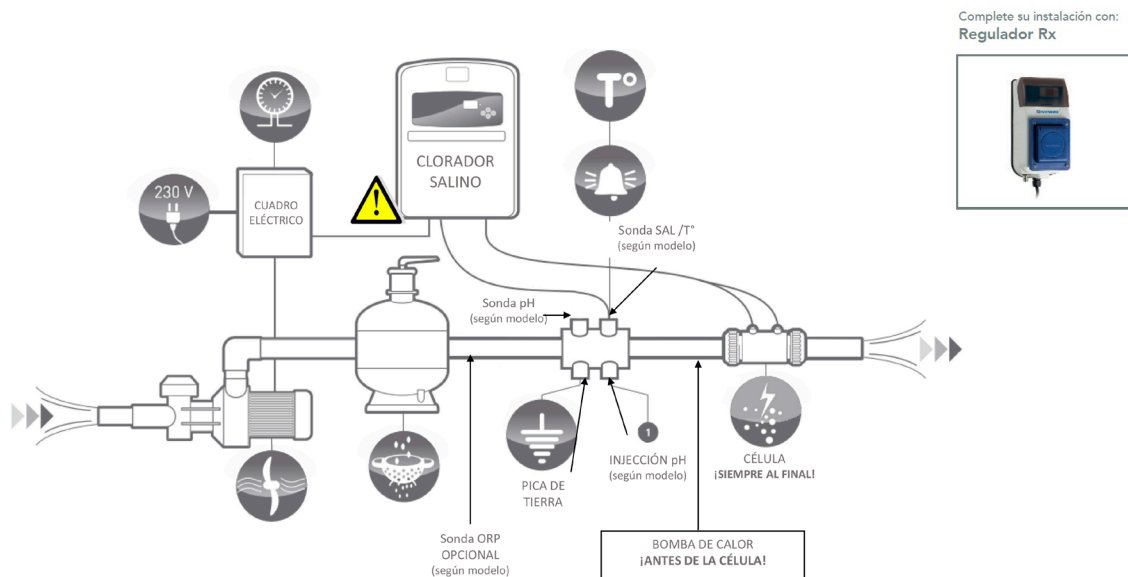 Complete su instalación con:
Regulador Rx
CLORADOR
SALINO
T°
230 V
CUADRO
ELÉCTRICO
Sonda SAL /T°
(según modelo)
Sonda pH
(según modelo)
1
INJECCIÓN pH
(según modelo)
PICA DE
TIERRA
CÉLULA
¡SIEMPRE AL FINAL!
Sonda ORP
OPCIONAL
(según modelo)
BOMBA DE CALOR
¡ANTES DE LA CÉLULA!